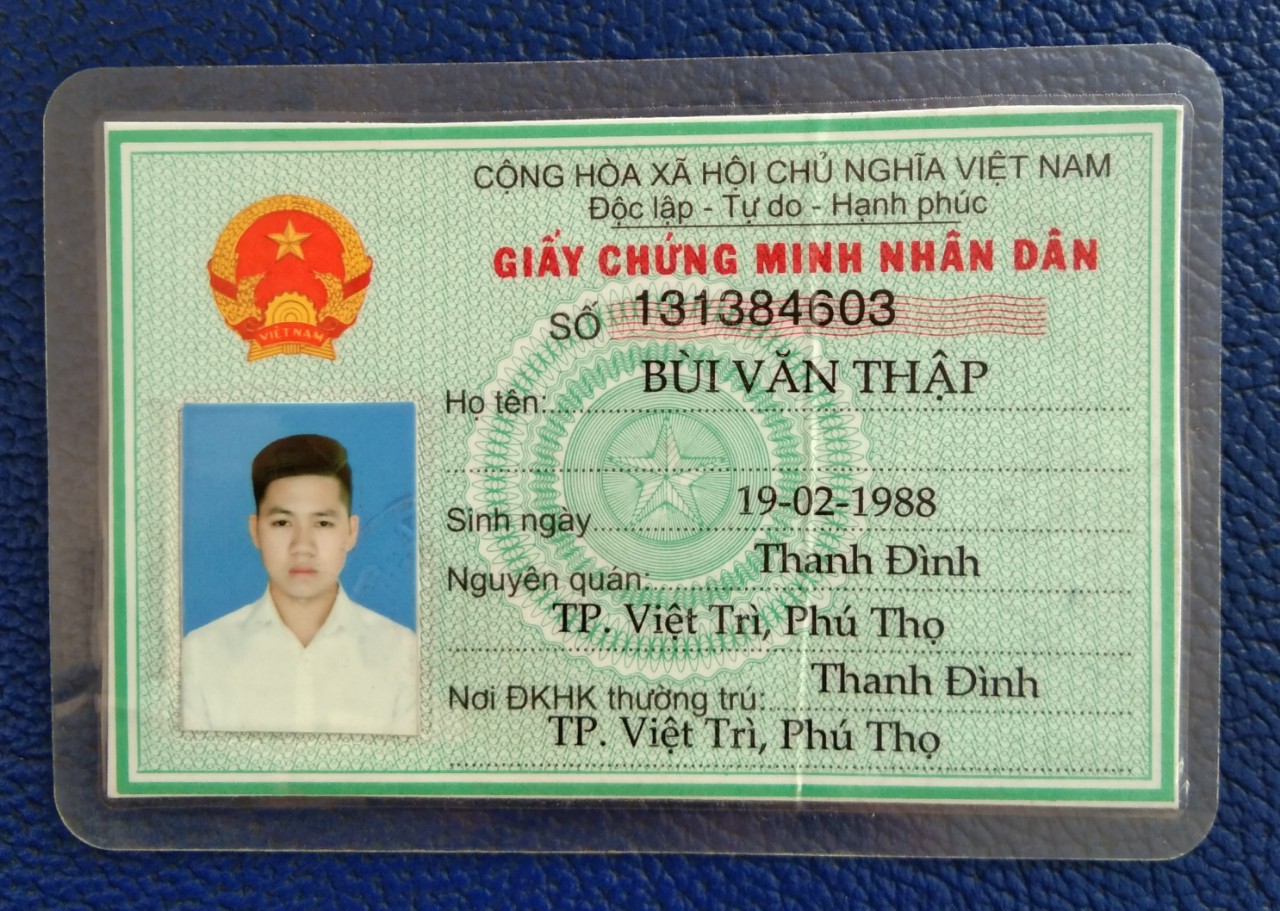 CỘNG HÒA XÃ HỘI CHỦ NGHĨA VIỆT NAM
Độc lập - Tự do - Hạnh phúc
GIẤY CHỨNG MINH NHÂN DÂN
SỐ 131384603
VIỆT NAM
Họ tên: BÙI VĂN THẬP
Sinh ngày 19-02-1988
Nguyên quán: Thanh Đình
TP. Việt Trì, Phú Thọ
Nơi ĐKHK thường trú: Thanh Đình
TP. Việt Trì, Phú Thọ